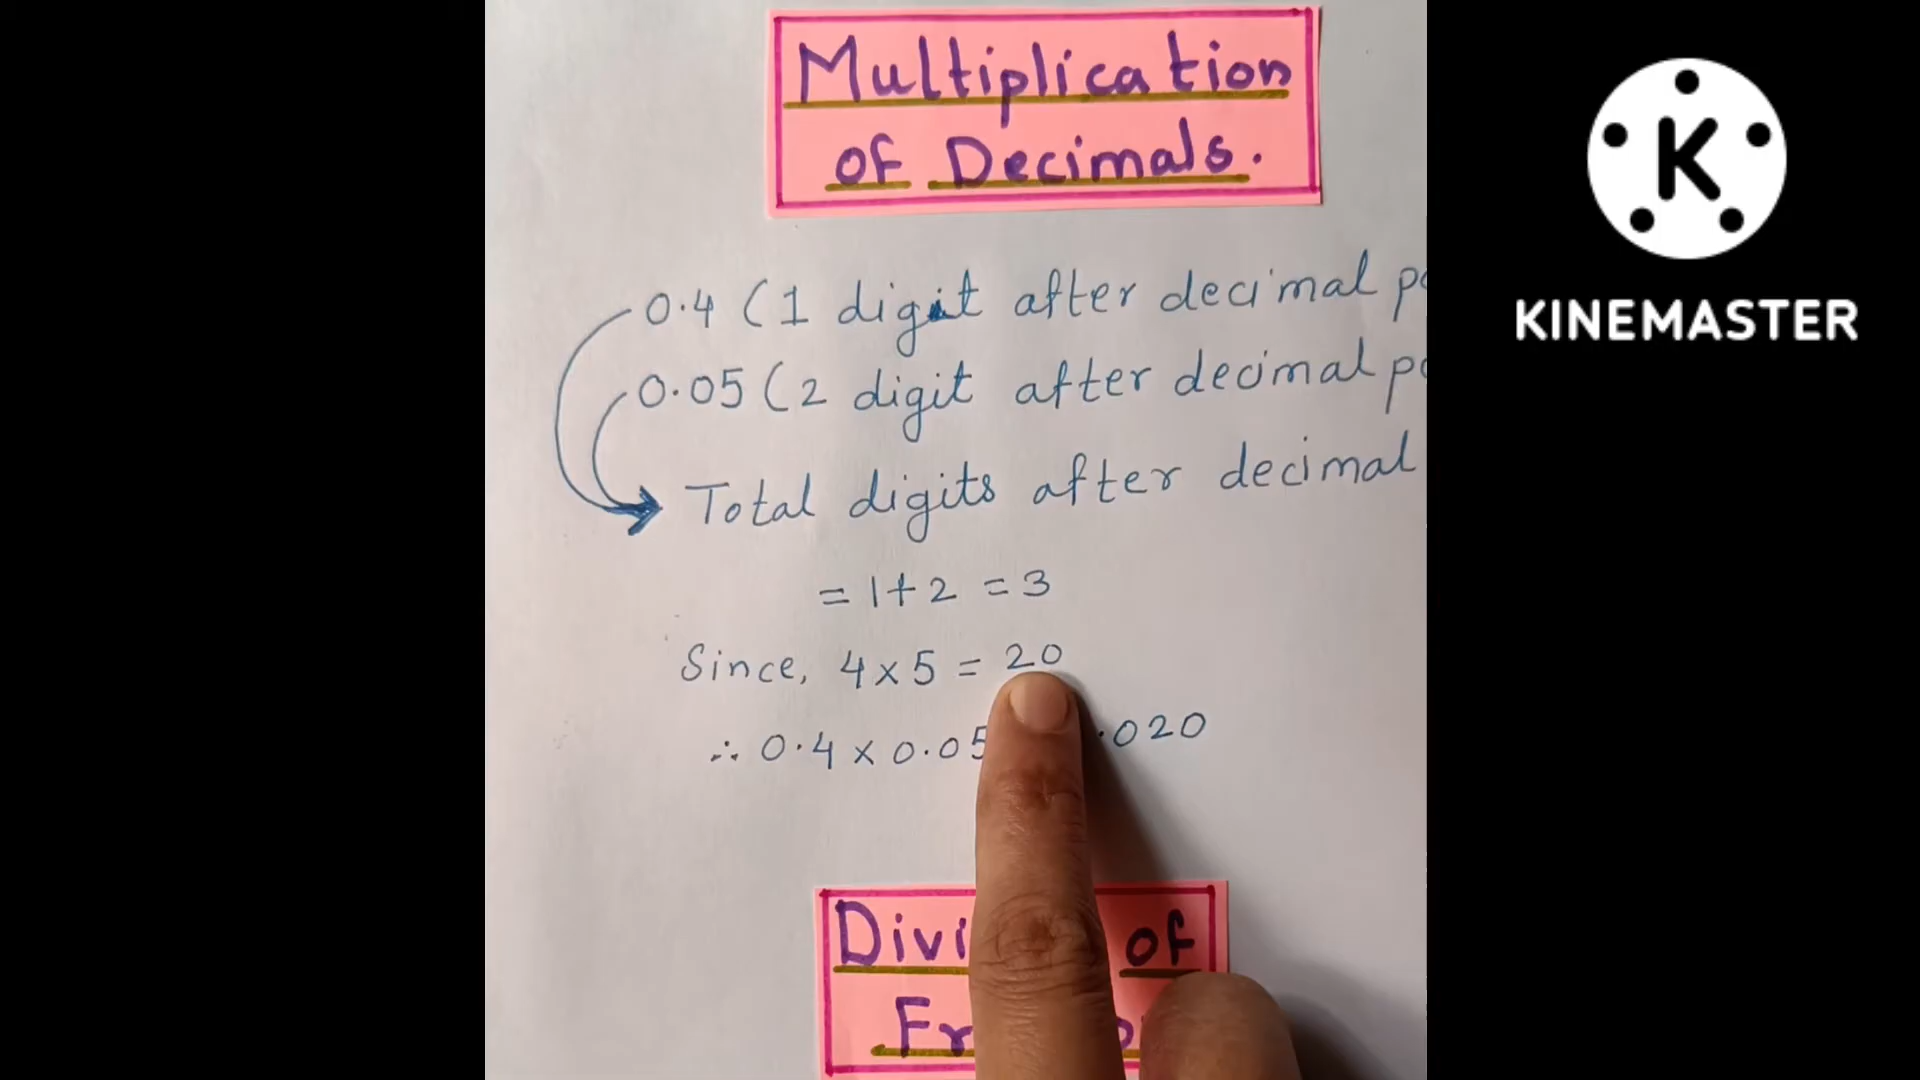 Multiplication
of Decimals.
0.4 (1 digit after decimal
0.05 (2 digit after decimal
Total digits after decimal
= 1+2 = 3
Since, 4 x 5 = 20
∴ 0.4 x 0.05 .020
of
KINEMASTER